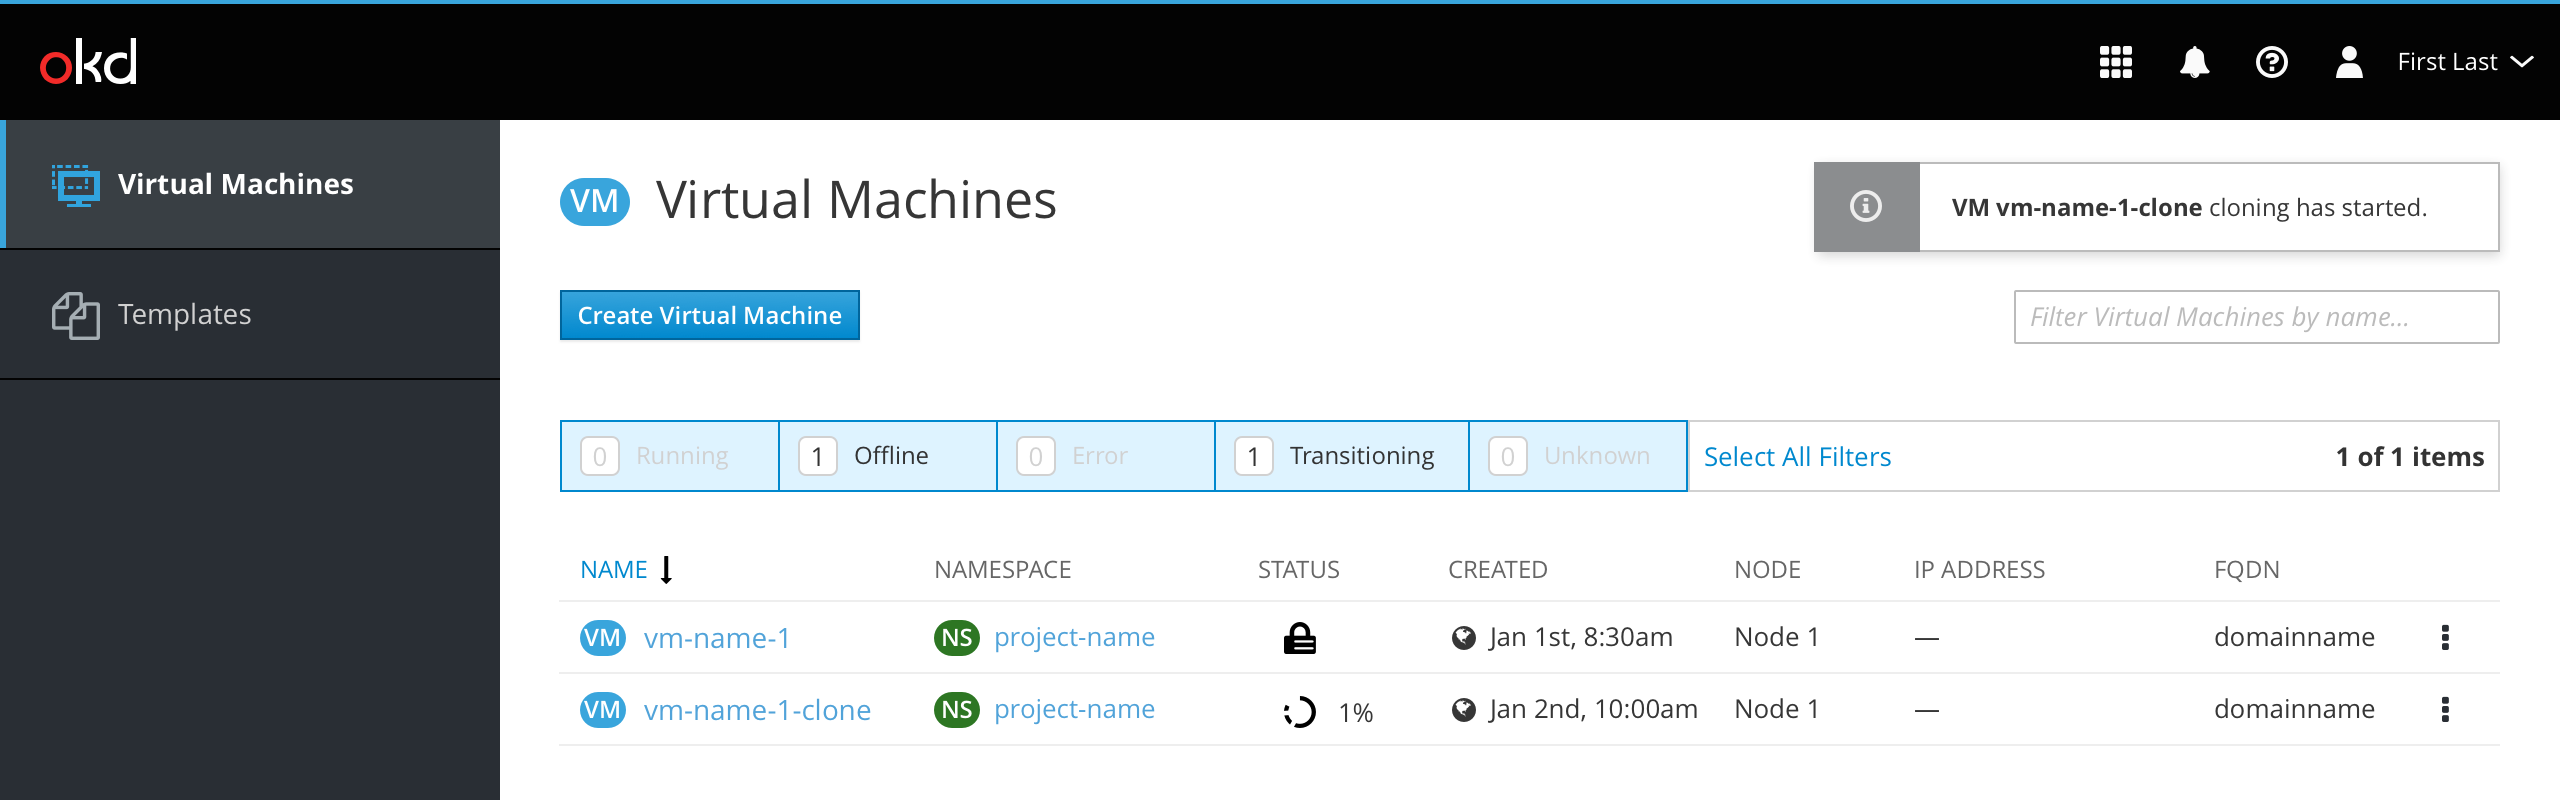 okd
First Last
Virtual Machines
Templates
VM Virtual Machines
VM vm-name-1-clone cloning has started.
Create Virtual Machine
Filter Virtual Machines by name...
0 Running 1 Offline 0 Error 1 Transitioning 0 Unknown Select All Filters 1 of 1 items
NAME NAMESPACE STATUS CREATED NODE IP ADDRESS FQDN
VM vm-name-1 NS project-name Jan 1st, 8:30am Node 1 — domainname
VM vm-name-1-clone NS project-name 1% Jan 2nd, 10:00am Node 1 — domainname